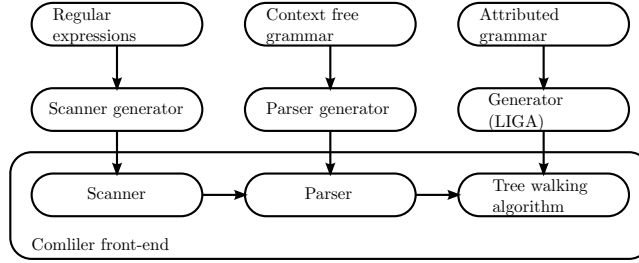 Regular
expressions
Context free
grammar
Attributed
grammar
Scanner generator
Parser generator
Generator
(LIGA)
Scanner
Parser
Tree walking
algorithm
Comliler front-end